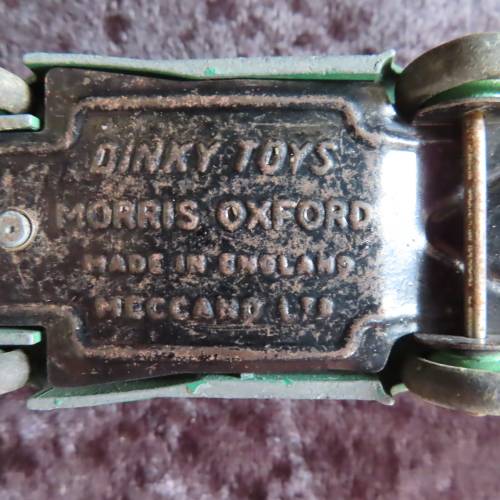 DINKY TOYS
MORRIS OXFORD
MADE IN ENGLAND
MECCANO LTD